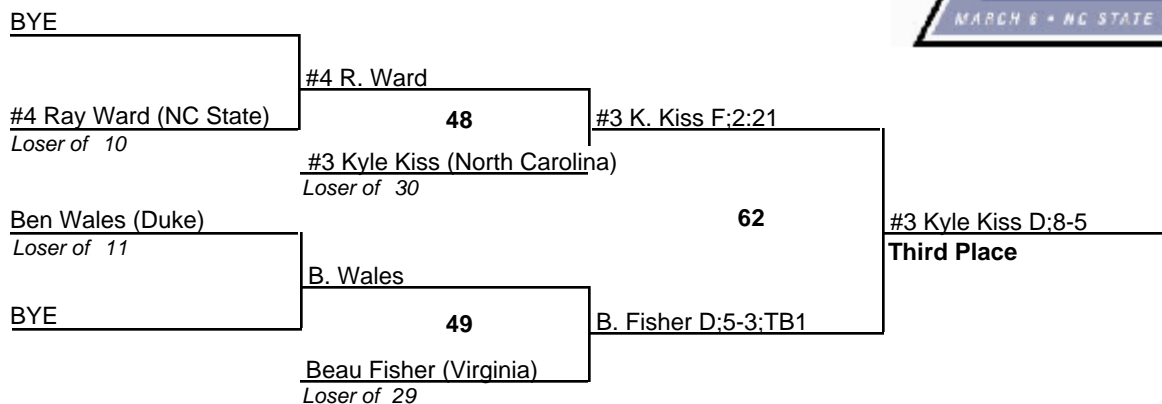 MARCH 6 • NC STATE
BYE
#4 R. Ward
#4 Ray Ward (NC State)
Loser of 10
48
#3 K. Kiss F;2:21
#3 Kyle Kiss (North Carolina)
Loser of 30
Ben Wales (Duke)
Loser of 11
62
#3 Kyle Kiss D;8-5
Third Place
B. Wales
BYE
49
B. Fisher D;5-3;TB1
Beau Fisher (Virginia)
Loser of 29